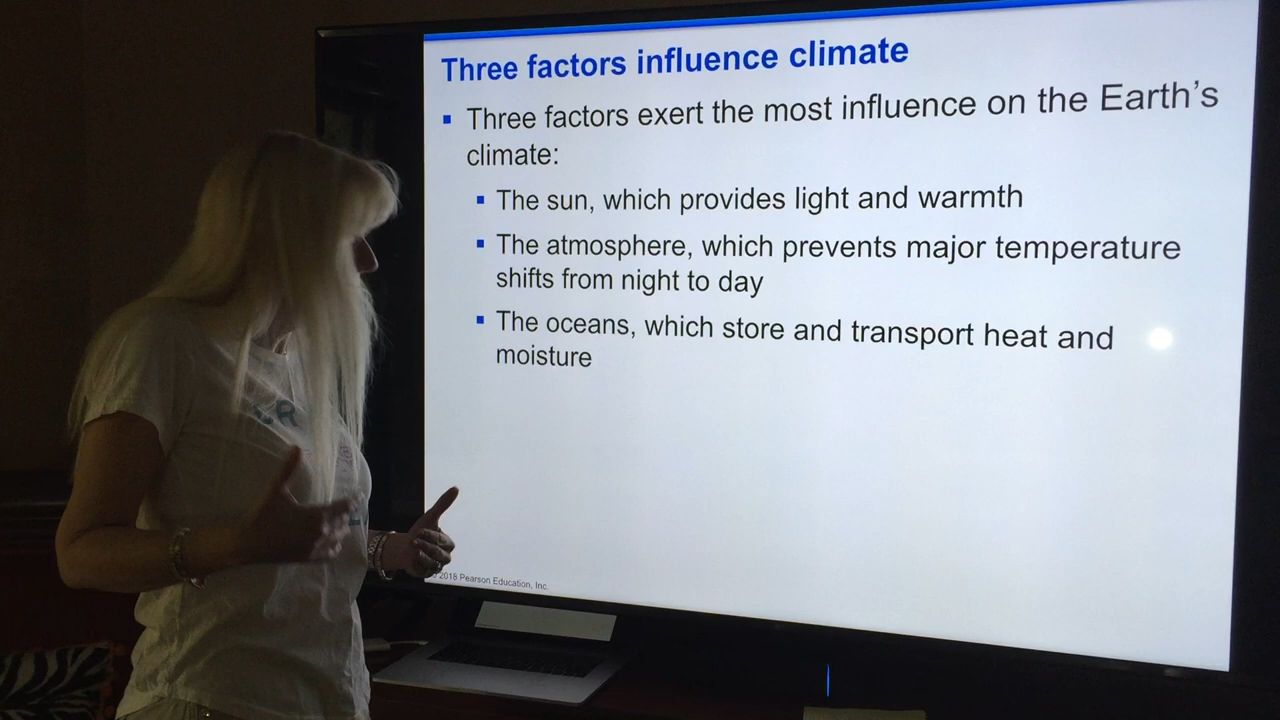 Three factors influence climate
Three factors exert the most influence on the Earth's
climate:
The sun, which provides light and warmth
The atmosphere, which prevents major temperature
shifts from night to day
The oceans, which store and transport heat and
moisture
2018 Pearson Education, Inc.